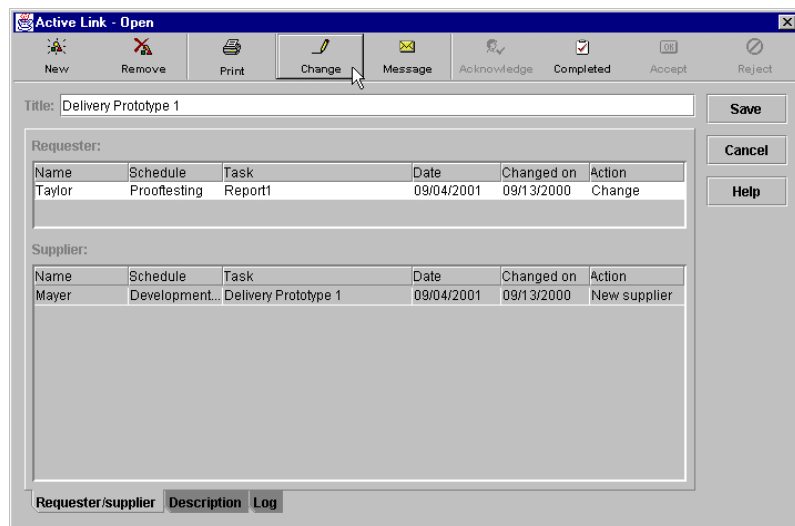 Active Link - Open
New Remove Print Change Message Acknowledge Completed OK Accept Reject
Title: Delivery Prototype 1
Save
Requester:
Cancel
Name Schedule Task Date Changed on Action
Taylor Prooftesting Report1 09/04/2001 09/13/2000 Change
Help
Supplier:
Name Schedule Task Date Changed on Action
Mayer Development... Delivery Prototype 1 09/04/2001 09/13/2000 New supplier
Requester/supplier Description Log